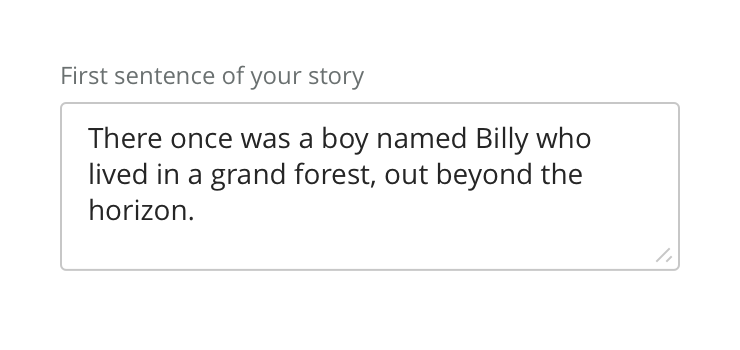 First sentence of your story
There once was a boy named Billy who
lived in a grand forest, out beyond the
horizon.